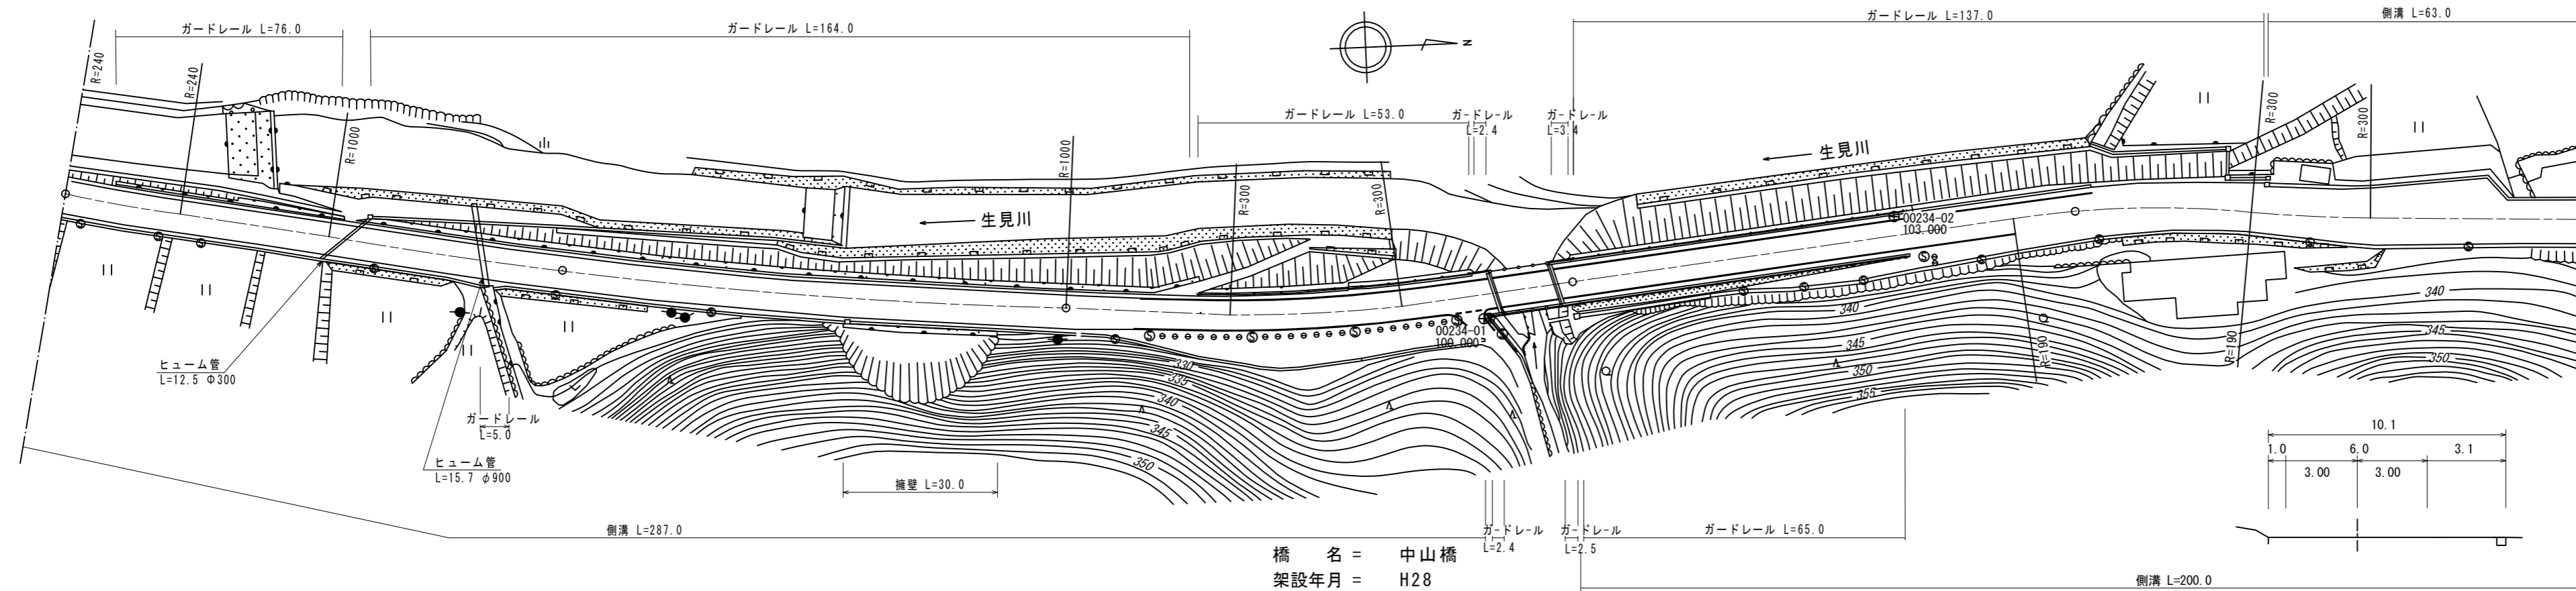 ガードレール L=76.0
ガードレール L=164.0
ガードレール L=137.0
側溝 L=63.0
N
R=240
R=240
R=1000
R=1000
ガードレール L=53.0
ガードレール
L=2.4
ガードレール
L=3.4
R=300
R=300
R=300
R=300
生見川
生見川
00234-02
103.000
00234-01
100.000
ヒューム管
L=12.5 Φ300
ガードレール
L=5.0
ヒューム管
L=15.7 φ900
擁壁 L=30.0
330
335
340
345
350
340
345
350
355
340
345
350
R=190
R=190
側溝 L=287.0
ガードレール
L=2.4
ガードレール
L=2.5
ガードレール L=65.0
側溝 L=200.0
橋 名 = 中山橋
架設年月 = H28
10.1
1.0 6.0 3.1
3.00 3.00